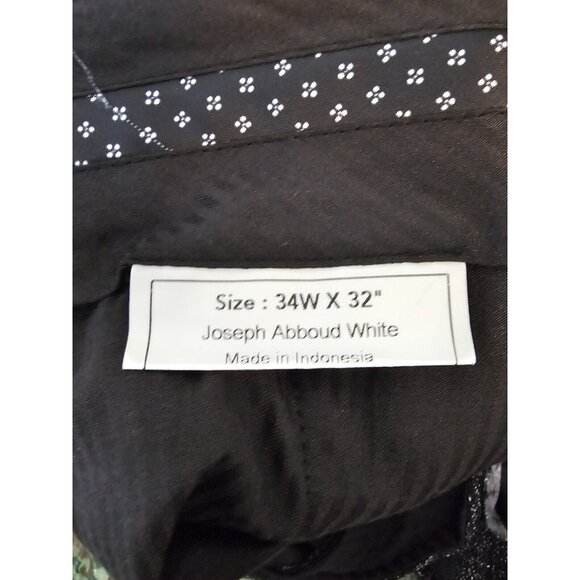 Size : 34W X 32"
Joseph Abboud White
Made in Indonesia